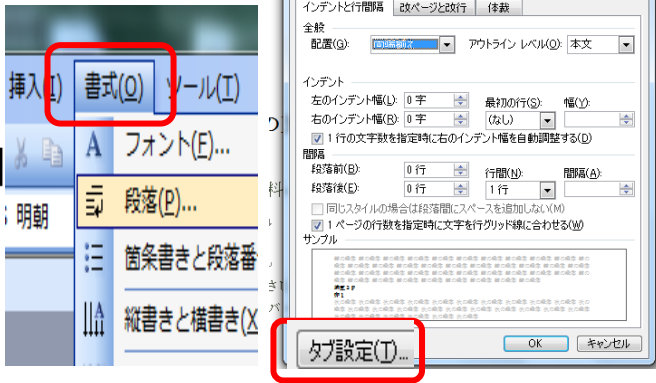 挿入(I) 書式(O) ツール(T)
A フォント(F)...
明朝 段落(P)...
箇条書きと段落番
縦書きと横書き(X
インデントと行間隔 改ページと改行 体裁
全般
配置(G): 両端揃え アウトライン レベル(O): 本文
インデント
左のインデント幅(L): 0 字 最初の行(S): 幅(Y):
右のインデント幅(R): 0 字 (なし)
1 行の文字数を指定時に右のインデント幅を自動調整する(D)
間隔
段落前(B): 0 行 行間(N): 間隔(A):
段落後(E): 0 行 1 行
同じスタイルの場合は段落間にスペースを追加しない(M)
1 ページの行数を指定時に文字を行グリッド線に合わせる(W)
サンプル
タブ設定(T)... OK キャンセル